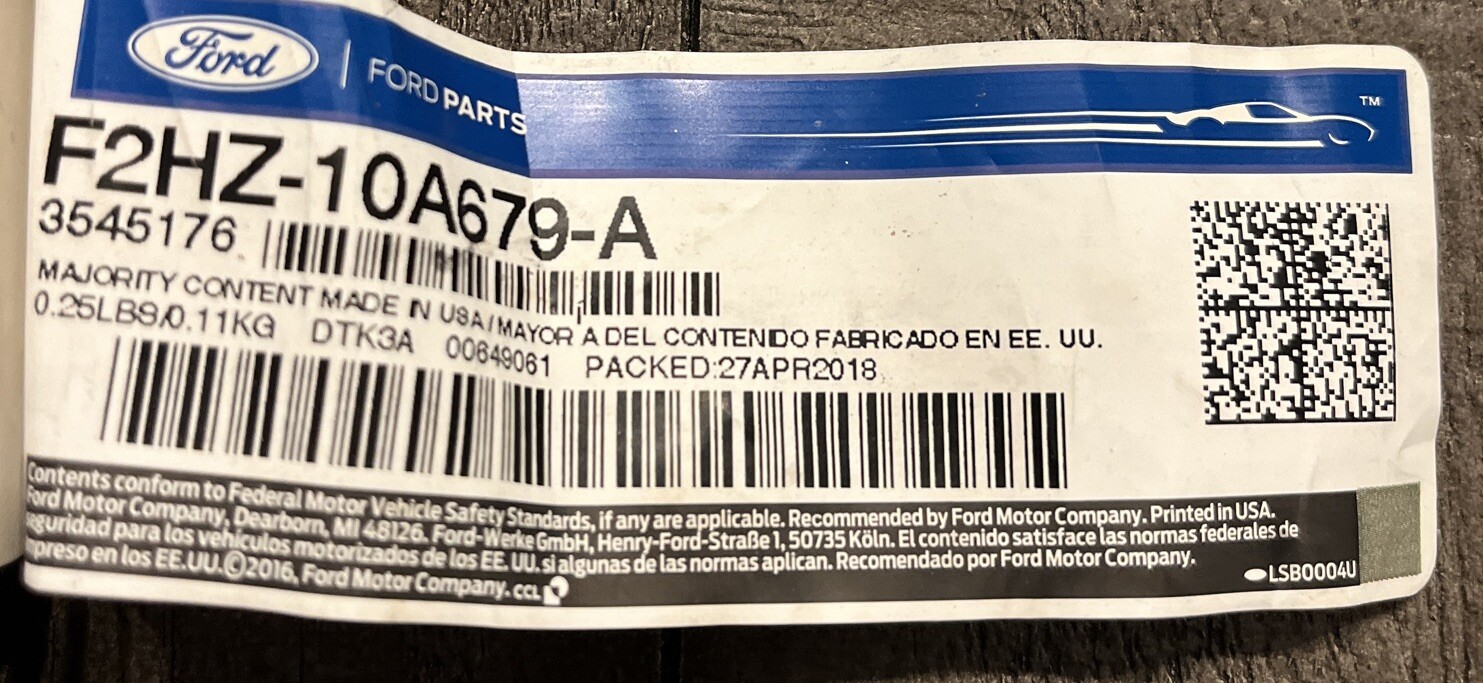 Ford | FORD PARTS
TM
F2HZ-10A679-A
3545176
MAJORITY CONTENT MADE IN USA/MAYOR A DEL CONTENIDO FABRICADO EN EE. UU.
0.25LBS/0.11KG DTK3A 00649061 PACKED:27APR2018
Contents conform to Federal Motor Vehicle Safety Standards, if any are applicable. Recommended by Ford Motor Company. Printed in USA.
Ford Motor Company, Dearborn, MI 48126. Ford-Werke GmbH, Henry-Ford-Straße 1, 50735 Köln. El contenido satisface las normas federales de
eguridad para los vehículos motorizados de los EE. UU. si algunas de las normas aplican. Recomendado por Ford Motor Company.
preso en los EE.UU.©2016, Ford Motor Company. CCL
LSB0004U